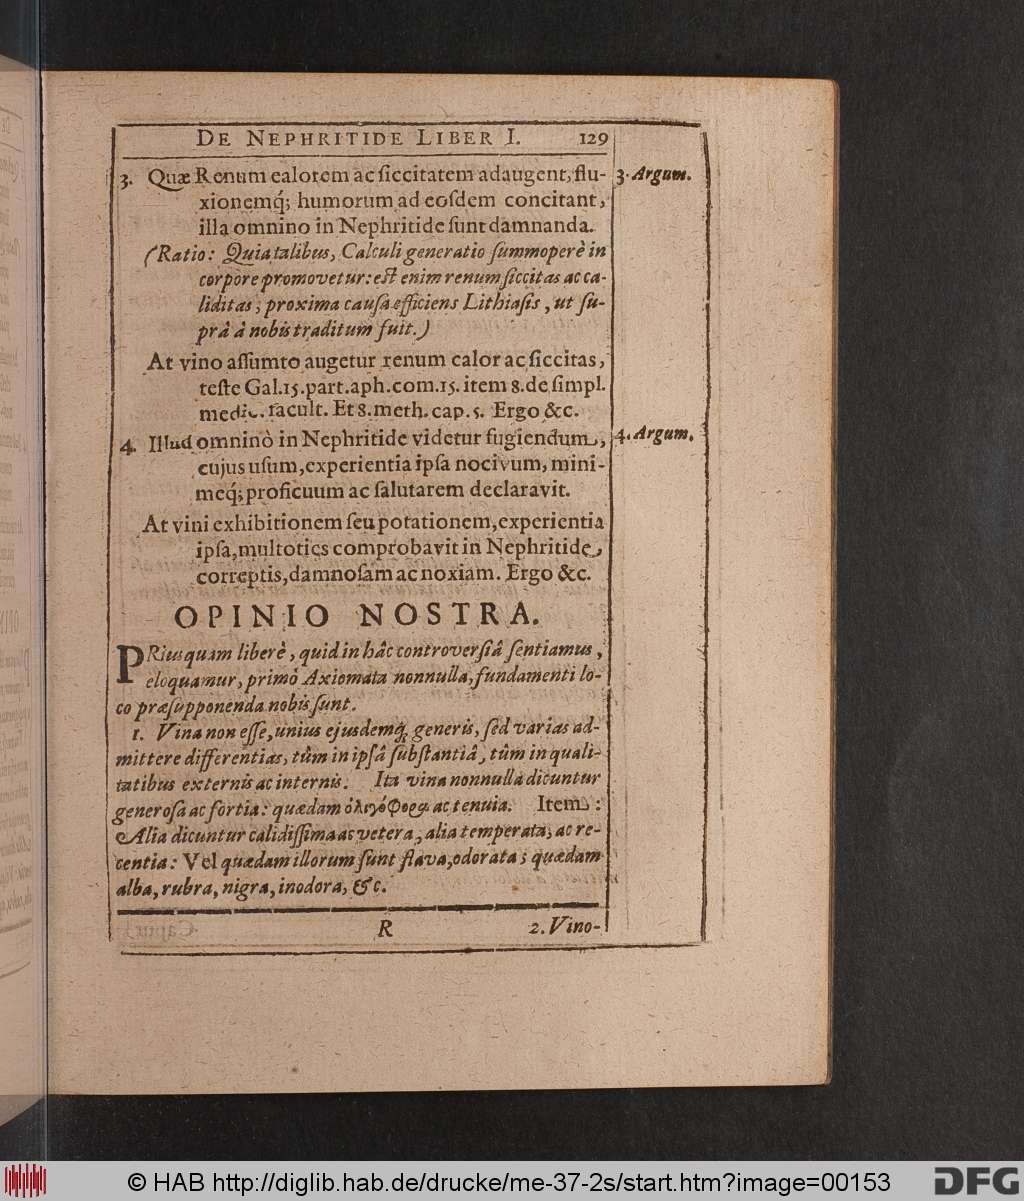 DE NEPHRITIDE LIBER I. 129
3. Quæ Renum calorem ac ſiccitatem adaugent, flu- 3. Argum.
xionemq́; humorum ad eoſdem concitant,
illa omnino in Nephritide ſunt damnanda.
(Ratio: Quia talibus, Calculi generatio ſummoperè in
corpore promovetur: eſt enim renum ſiccitas ac ca-
liditas, proxima cauſa efficiens Lithiaſis, ut ſu-
prà à nobis traditum fuit.)
At vino aſſumto augetur renum calor ac ſiccitas,
teſte Gal. 15. part. aph. com. 15. item 8. de ſimpl.
medic. facult. Et 8. meth. cap. 5. Ergo &c.
4. Illud omninò in Nephritide videtur fugiendum, 4. Argum.
cujus uſum, experientia ipſa nocivum, mini-
meq́; proficuum ac ſalutarem declaravit.
At vini exhibitionem ſeu potationem, experientia
ipſa, multoties comprobavit in Nephritide
correptis, damnoſam ac noxiam. Ergo &c.
OPINIO NOSTRA.
PRiusquam liberè, quid in hâc controverſiâ ſentiamus,
eloquamur, primò Axiomata nonnulla, fundamenti lo-
co præſupponenda nobis ſunt.
1. Vina non eſſe, unius ejusdemq́; generis, ſed varias ad-
mittere differentias, tùm in ipſâ ſubſtantiâ, tùm in quali-
tatibus externis ac internis. Ita vina nonnulla dicuntur
generoſa ac fortia: quædam ὀλιγόφορα ac tenuia. Item:
Alia dicuntur calidiſſima ac vetera, alia temperata, ac re-
centia: Vel quædam illorum ſunt flava, odorata; quædam
alba, rubra, nigra, inodora, &c.
R 2. Vino-
© HAB http://diglib.hab.de/drucke/me-37-2s/start.htm?image=00153
DFG